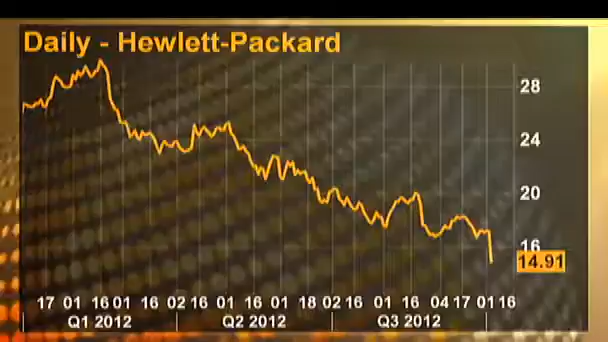 Daily - Hewlett-Packard
28
24
20
16
14.91
17 01 16 01 16 02 16 01 16 01 18 02 16 01 16 04 17 01 16
Q1 2012 Q2 2012 Q3 2012